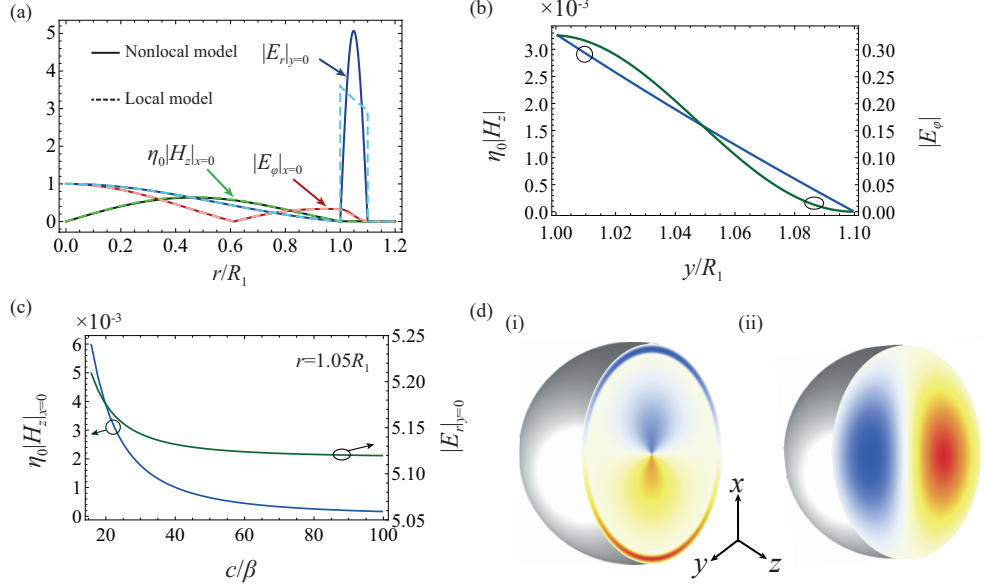 (a)
5
4
3
2
1
0
Nonlocal model
Local model
|E_r|_{y=0}
η_0|H_z|_{x=0}
|E_φ|_{x=0}
0.0 0.2 0.4 0.6 0.8 1.0 1.2
r/R_1
(b)
×10^{-3}
3.0
2.5
2.0
1.5
1.0
0.5
0.0
η_0|H_z|
0.30
0.25
0.20
0.15
0.10
0.05
0.00
|E_φ|
1.00 1.02 1.04 1.06 1.08 1.10
y/R_1
(c)
×10^{-3}
6
5
4
3
2
1
0
η_0|H_z|_{x=0}
r=1.05R_1
5.25
5.20
5.15
5.10
5.05
|E_r|_{y=0}
20 40 60 80 100
c/β
(d)
(i)
(ii)
x
y
z